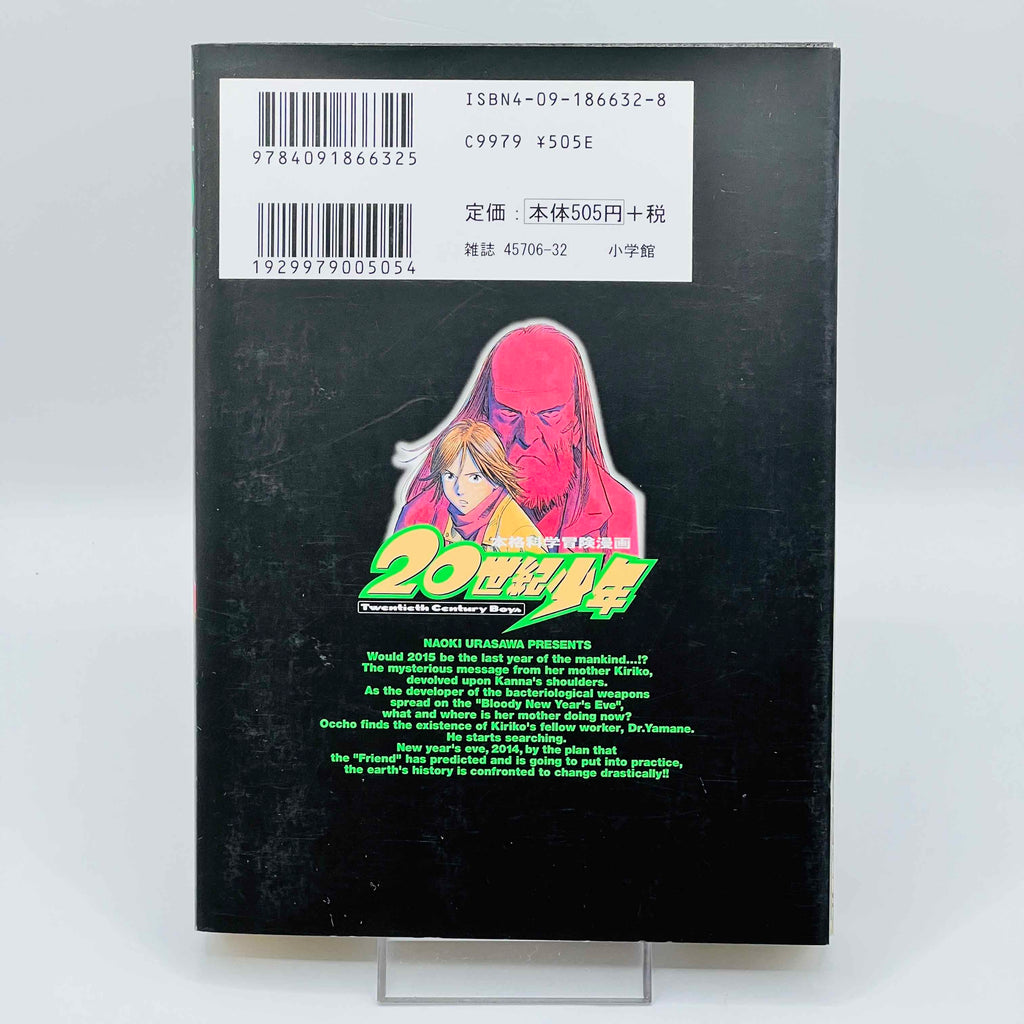 ISBN4-09-186632-8
9784091866325
C9979 ¥505E
定価：本体505円＋税
雑誌 45706-32 小学館
1929979005054
本格科学冒険漫画
20世紀少年
Twentieth Century Boys
NAOKI URASAWA PRESENTS
Would 2015 be the last year of the mankind...!?
The mysterious message from her mother Kiriko,
devolved upon Kanna's shoulders.
As the developer of the bacteriological weapons
spread on the "Bloody New Year's Eve",
what and where is her mother doing now?
Occho finds the existence of Kiriko's fellow worker, Dr.Yamane.
He starts searching.
New year's eve, 2014, by the plan that
the "Friend" has predicted and is going to put into practice,
the earth's history is confronted to change drastically!!